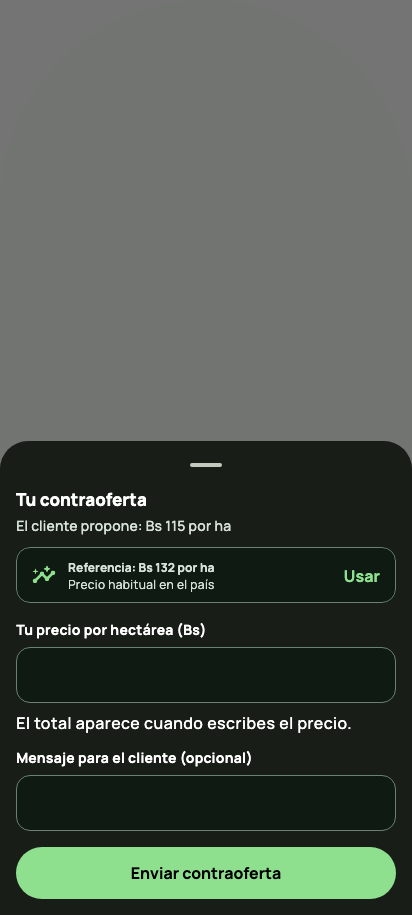 Tu contraoferta
El cliente propone: Bs 115 por ha
Referencia: Bs 132 por ha
Precio habitual en el país
Usar
Tu precio por hectárea (Bs)
El total aparece cuando escribes el precio.
Mensaje para el cliente (opcional)
Enviar contraoferta